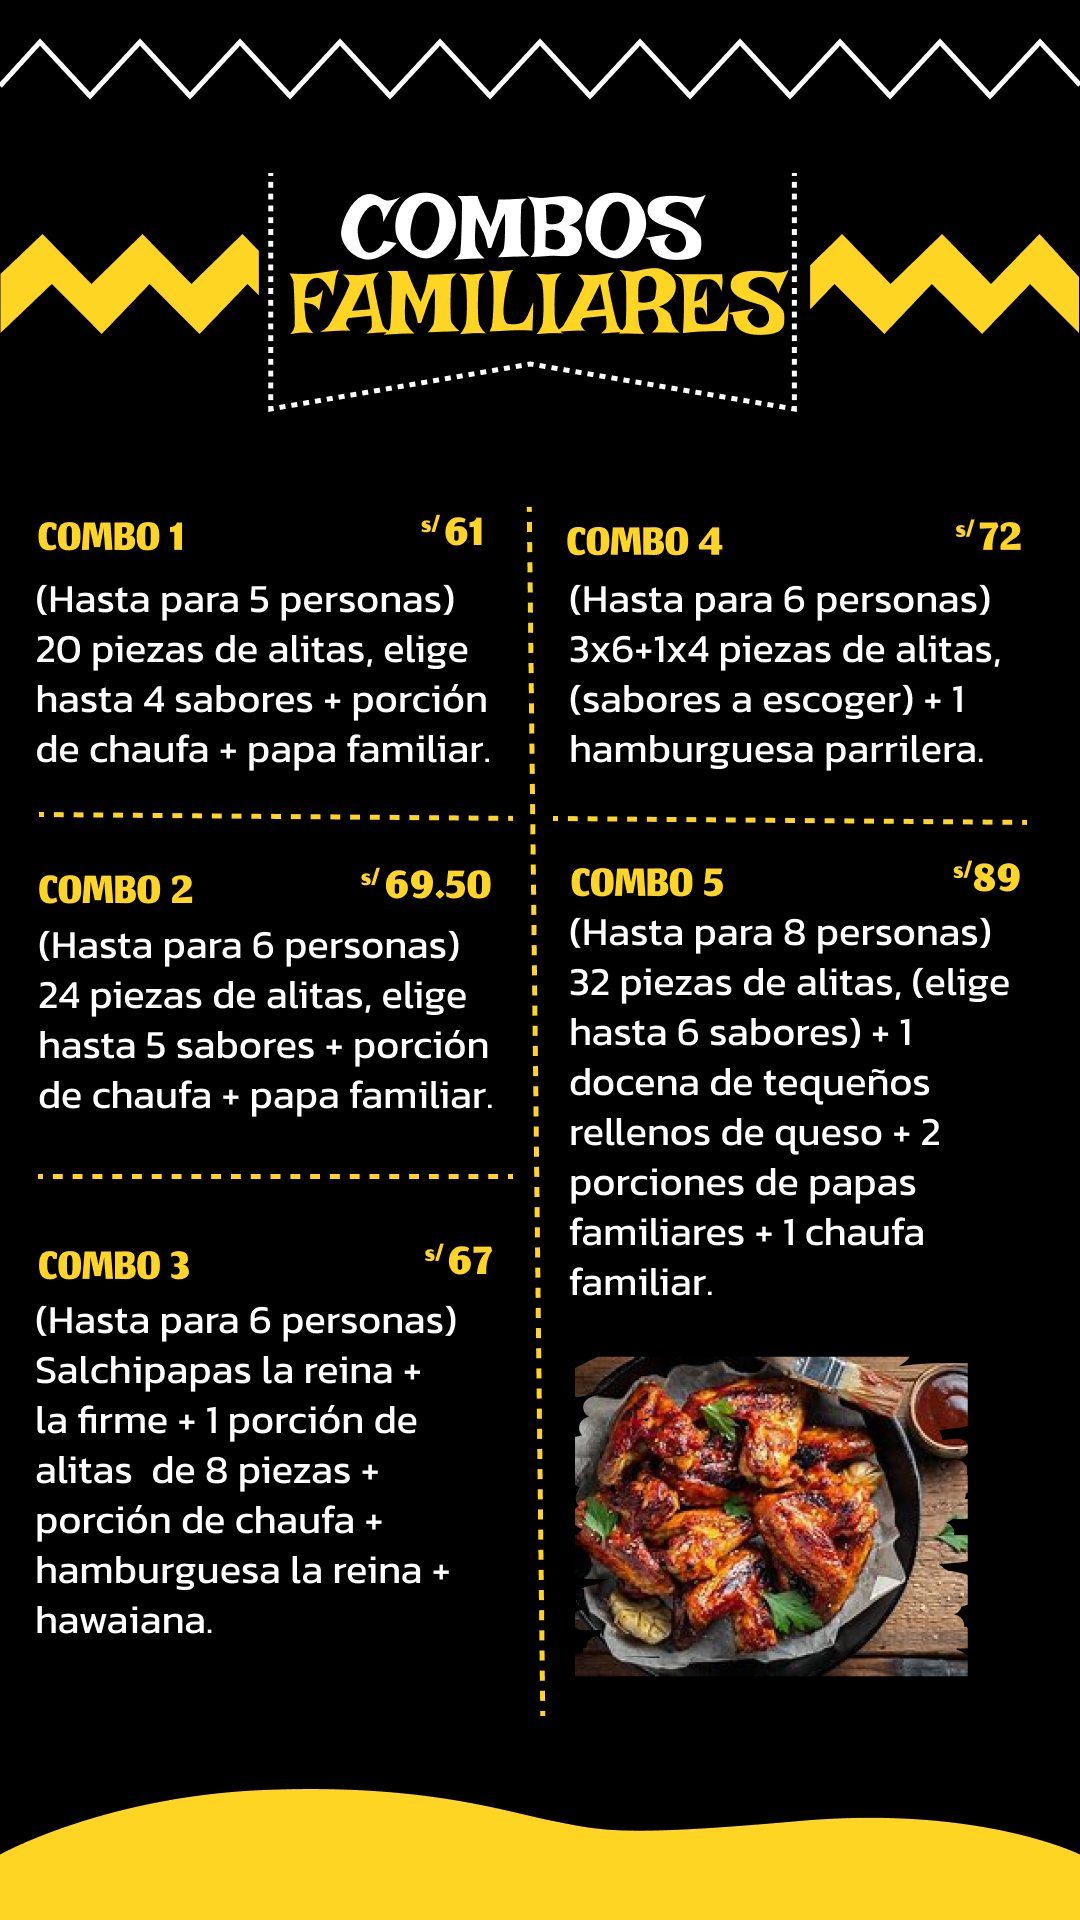 COMBOS
FAMILIARES
COMBO 1 s/ 61
(Hasta para 5 personas)
20 piezas de alitas, elige
hasta 4 sabores + porción
de chaufa + papa familiar.
COMBO 2 s/ 69.50
(Hasta para 6 personas)
24 piezas de alitas, elige
hasta 5 sabores + porción
de chaufa + papa familiar.
COMBO 3 s/ 67
(Hasta para 6 personas)
Salchipapas la reina +
la firme + 1 porción de
alitas  de 8 piezas +
porción de chaufa +
hamburguesa la reina +
hawaiana.
COMBO 4 s/ 72
(Hasta para 6 personas)
3x6+1x4 piezas de alitas,
(sabores a escoger) + 1
hamburguesa parrilera.
COMBO 5 s/ 89
(Hasta para 8 personas)
32 piezas de alitas, (elige
hasta 6 sabores) + 1
docena de tequeños
rellenos de queso + 2
porciones de papas
familiares + 1 chaufa
familiar.